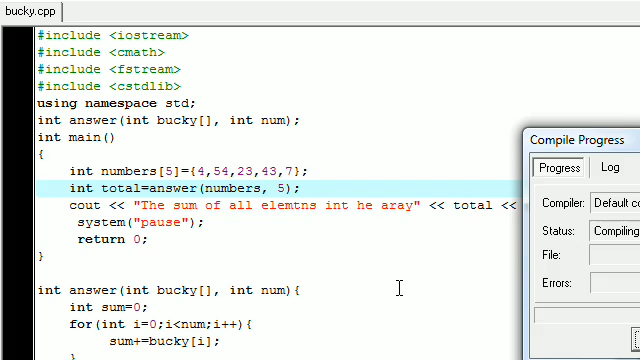 bucky.cpp
#include <iostream>
#include <cmath>
#include <fstream>
#include <cstdlib>
using namespace std;
int answer(int bucky[], int num);
int main()
{
int numbers[5]={4,54,23,43,7};
int total=answer(numbers, 5);
cout << "The sum of all elemtns int he aray" << total <<
system("pause");
return 0;
}
int answer(int bucky[], int num){
int sum=0;
for(int i=0;i<num;i++){
sum+=bucky[i];
}
Compile Progress
Progress Log
Compiler: Default
Status: Compiling
File:
Errors: